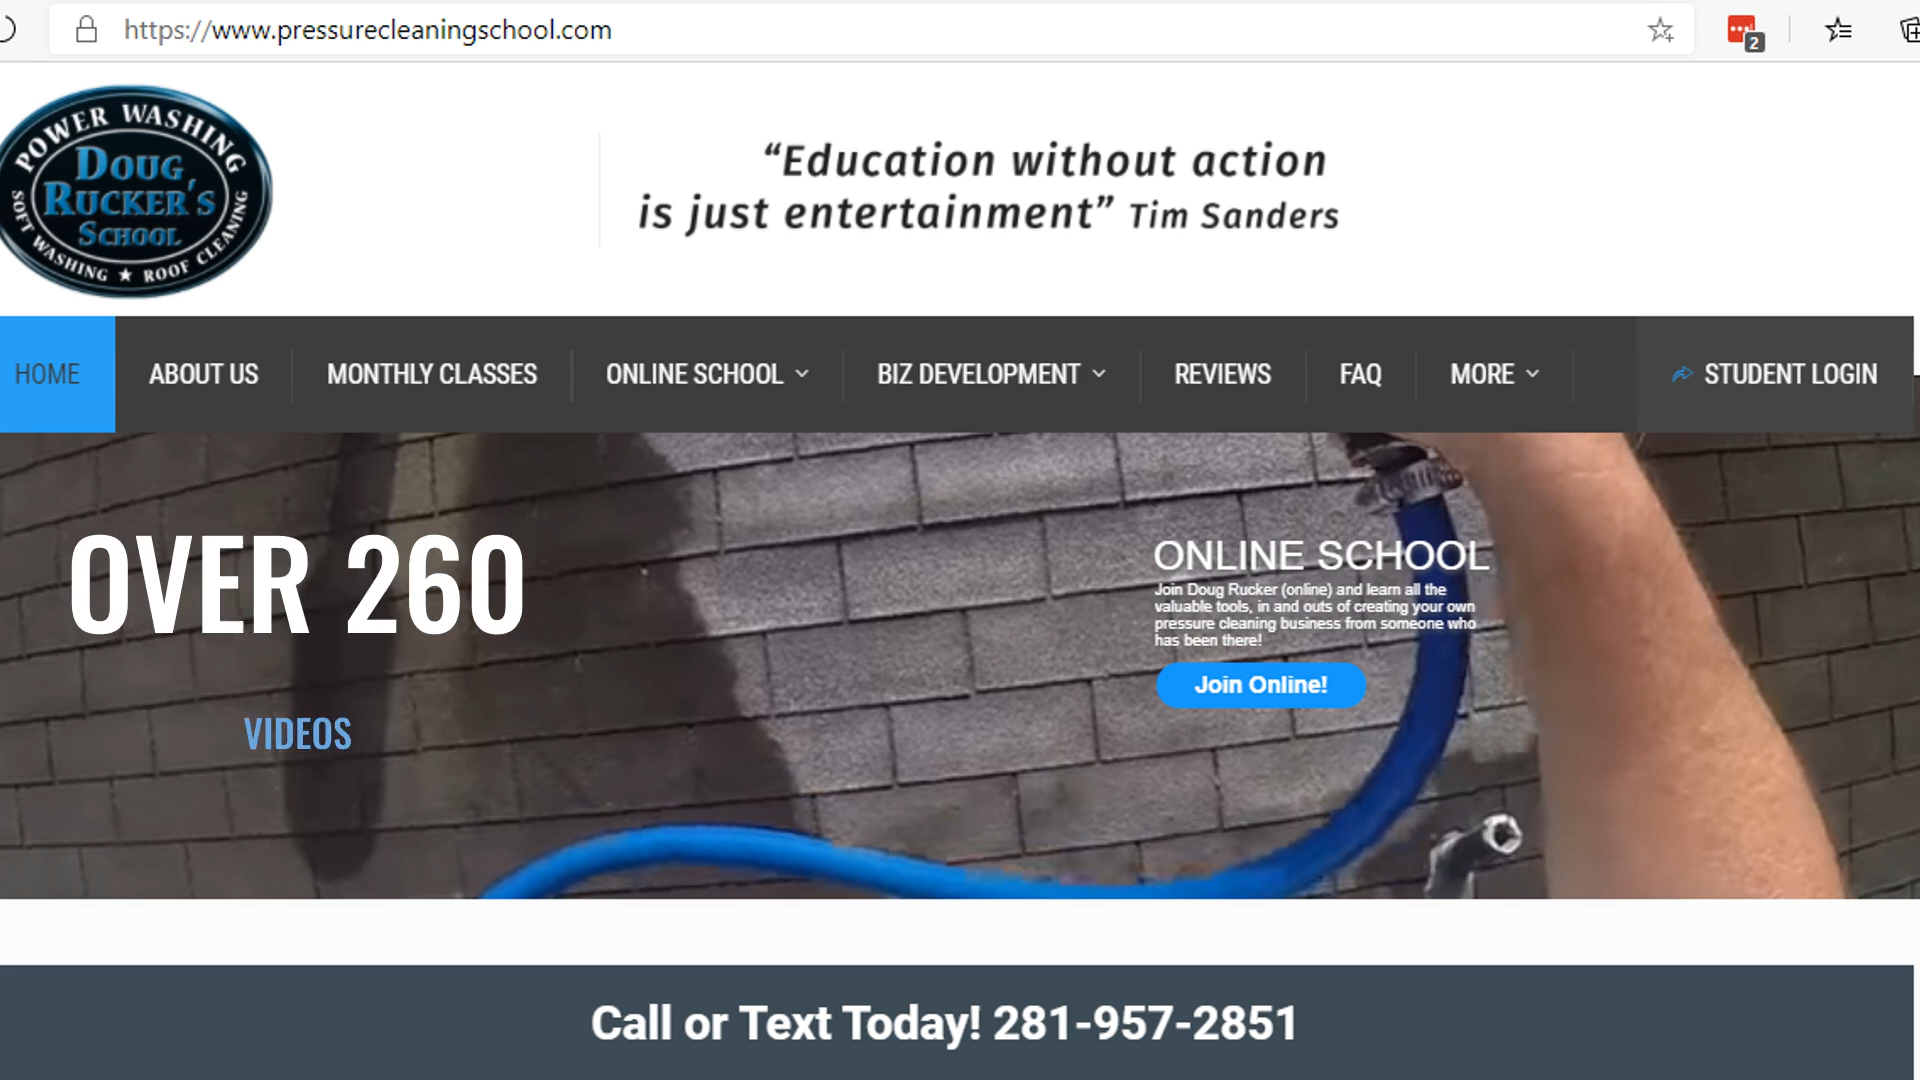 https://www.pressurecleaningschool.com
2
POWER WASHING
DOUG
RUCKER'S
SCHOOL
SOFT WASHING ★ ROOF CLEANING
“Education without action
is just entertainment” Tim Sanders
HOME
ABOUT US
MONTHLY CLASSES
ONLINE SCHOOL
BIZ DEVELOPMENT
REVIEWS
FAQ
MORE
STUDENT LOGIN
OVER 260
VIDEOS
ONLINE SCHOOL
Join Doug Rucker (online) and learn all the
valuable tools, in and outs of creating your own
pressure cleaning business from someone who
has been there!
Join Online!
Call or Text Today! 281-957-2851